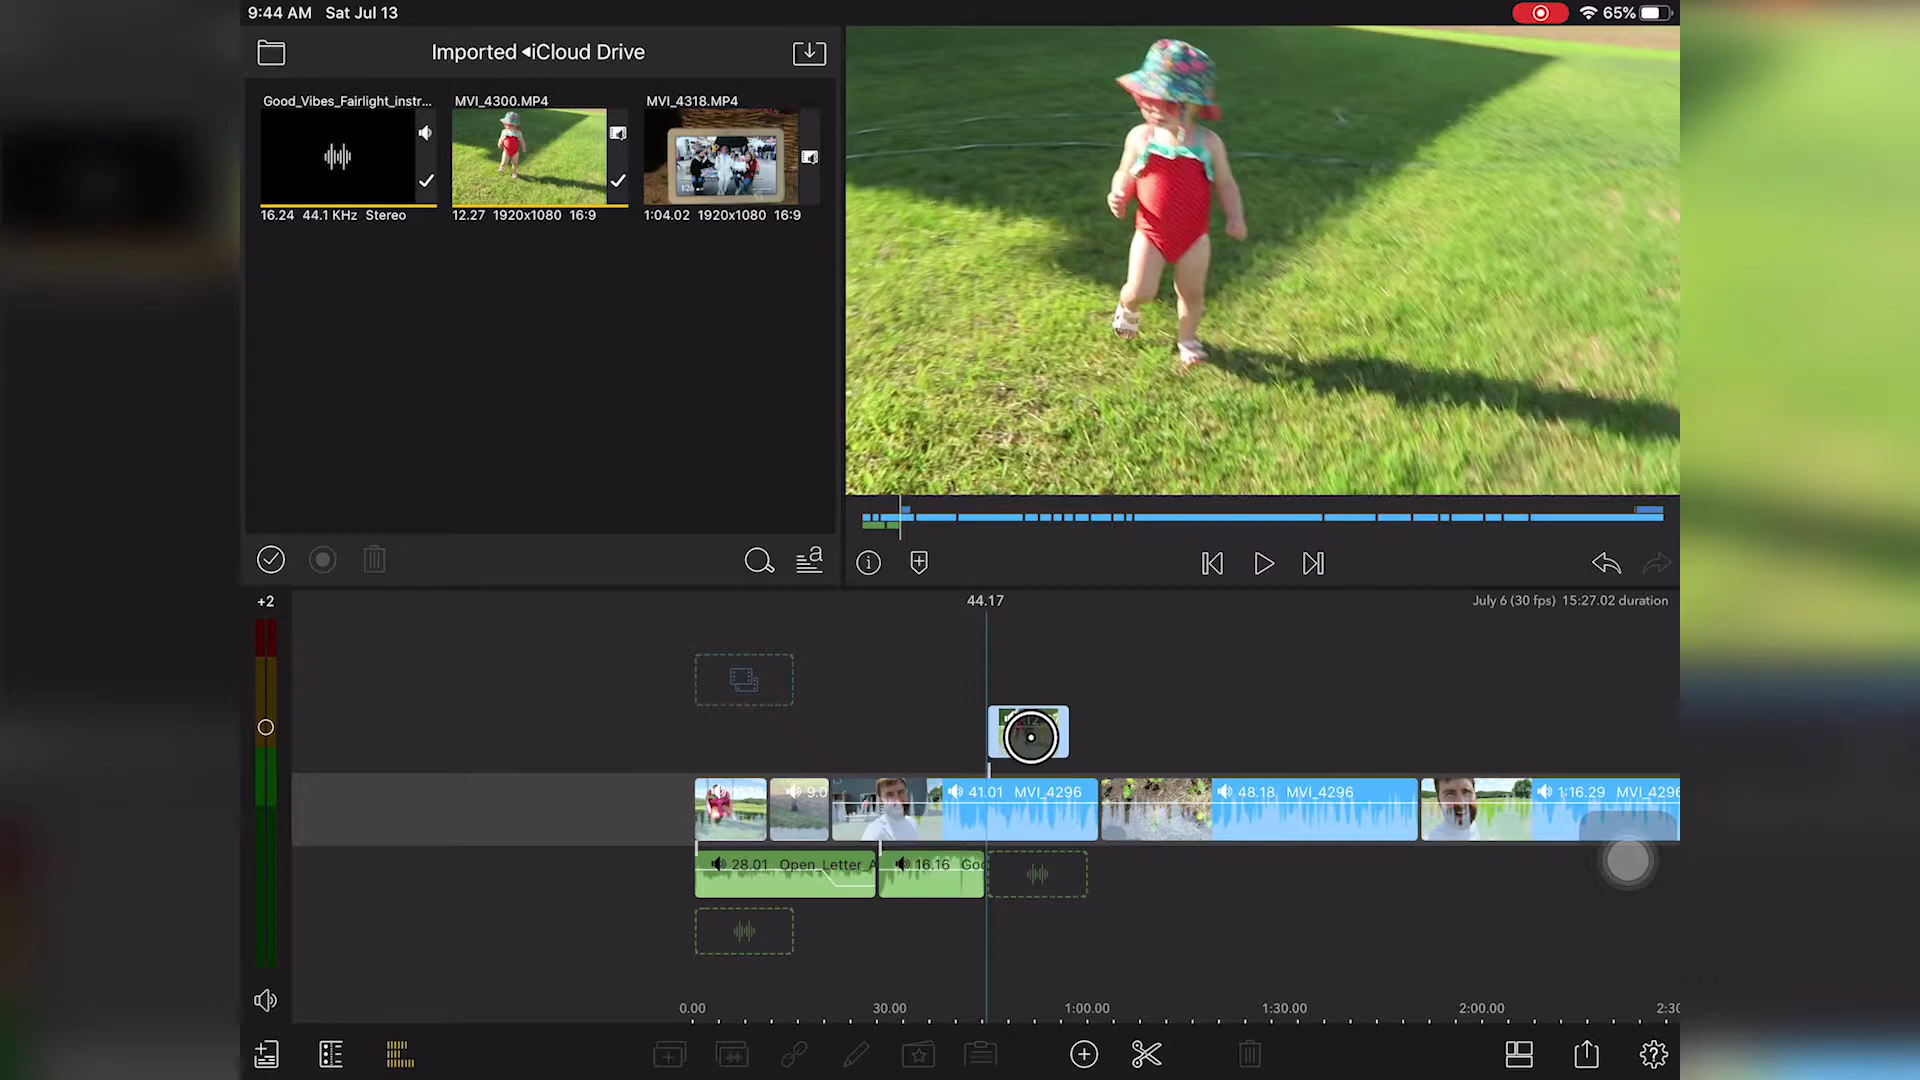 9:44 AM Sat Jul 13
65%
Imported ◂iCloud Drive
Good_Vibes_Fairlight_instr...
MVI_4300.MP4
MVI_4318.MP4
16.24 44.1 KHz Stereo
12.27 1920x1080 16:9
1:04.02 1920x1080 16:9
+2
44.17
July 6 (30 fps) 15:27.02 duration
9.0
41.01 MVI_4296
48.18 MVI_4296
1:16.29 MVI_4296
28.01 Open_Letter_A
16.16 Goo
0.00
30.00
1:00.00
1:30.00
2:00.00
2:30